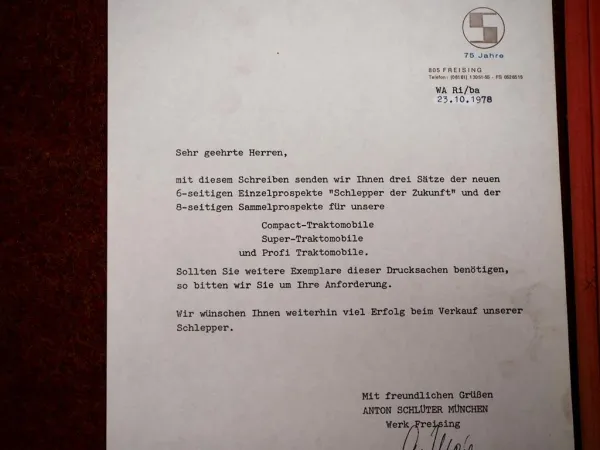 75 Jahre
805 FREISING
WA Ri/ba
23.10.1978
Sehr geehrte Herren,
mit diesem Schreiben senden wir Ihnen drei Sätze der neuen
6-seitigen Einzelprospekte "Schlepper der Zukunft" und der
8-seitigen Sammelprospekte für unsere
Compact-Traktomobile
Super-Traktomobile
und Profi Traktomobile.
Sollten Sie weitere Exemplare dieser Drucksachen benötigen,
so bitten wir Sie um Ihre Anforderung.
Wir wünschen Ihnen weiterhin viel Erfolg beim Verkauf unserer
Schlepper.
Mit freundlichen Grüßen
ANTON SCHLÜTER MÜNCHEN
Werk Freising